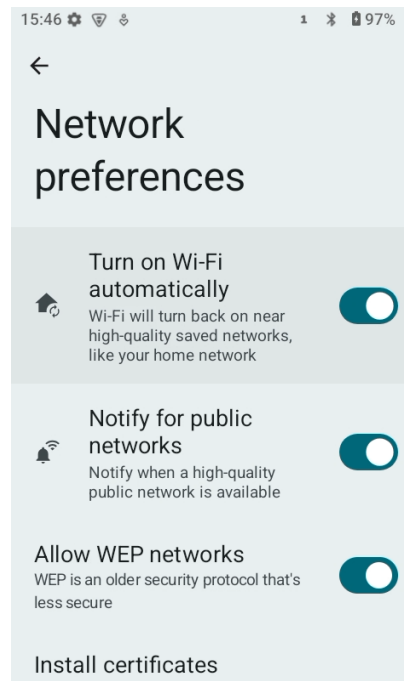 15:46 1 97%
Network
preferences
Turn on Wi-Fi
automatically
Wi-Fi will turn back on near
high-quality saved networks,
like your home network
Notify for public
networks
Notify when a high-quality
public network is available
Allow WEP networks
WEP is an older security protocol that's
less secure
Install certificates